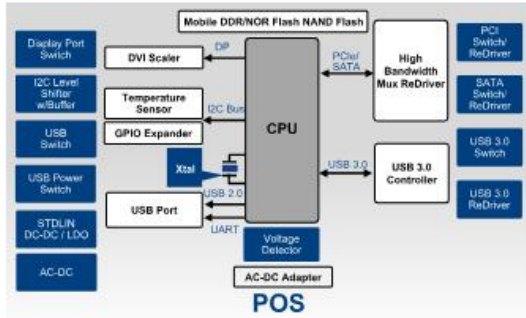 Mobile DDR/NOR Flash NAND Flash
Display Port
Switch
I2C Level
Shifter
w/Buffer
USB
Switch
USB Power
Switch
STDLIN
DC-DC / LDO
AC-DC
DVI Scaler
DP
Temperature
Sensor
I2C Bus
GPIO Expander
Xtal
USB 2.0
USB Port
UART
CPU
Voltage
Detector
AC-DC Adapter
PCIe/
SATA
High
Bandwidth
Mux ReDriver
USB 3.0
USB 3.0
Controller
PCI
Switch/
ReDriver
SATA
Switch/
ReDriver
USB 3.0
Switch
USB 3.0
ReDriver
POS